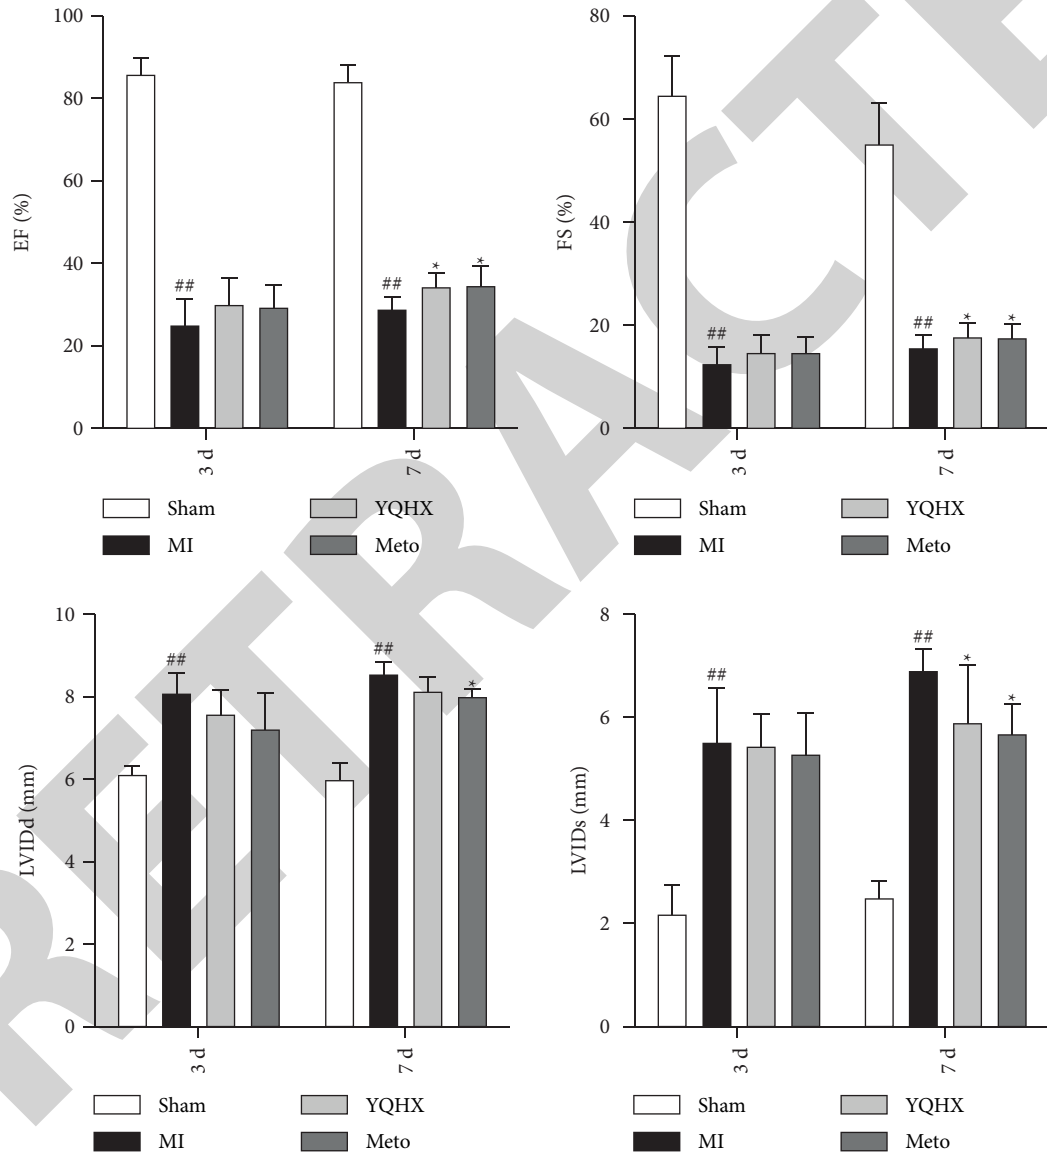 100
80
60
40
20
0
EF (%)
##
##
*
*
3 d
7 d
Sham
YQHX
MI
Meto
80
60
40
20
0
FS (%)
##
##
*
*
3 d
7 d
Sham
YQHX
MI
Meto
10
8
6
4
2
0
LVIDd (mm)
##
##
*
3 d
7 d
Sham
YQHX
MI
Meto
8
6
4
2
0
LVIDs (mm)
##
##
*
*
3 d
7 d
Sham
YQHX
MI
Meto
RETRACTE